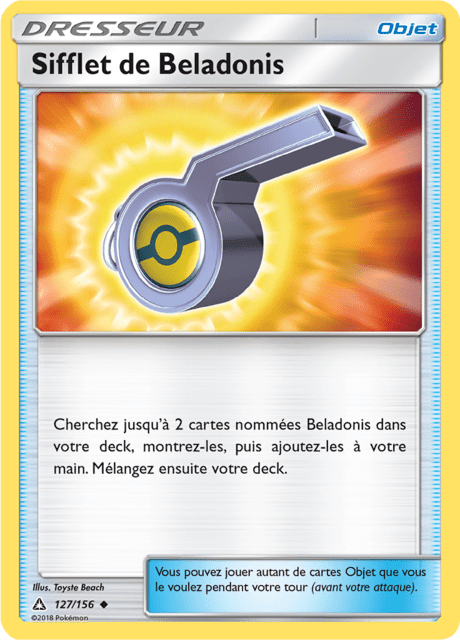 DRESSEUR
Objet
Sifflet de Beladonis
Cherchez jusqu'à 2 cartes nommées Beladonis dans
votre deck, montrez-les, puis ajoutez-les à votre
main. Mélangez ensuite votre deck.
Vous pouvez jouer autant de cartes Objet que vous
le voulez pendant votre tour (avant votre attaque).
Illus. Toyste Beach
127/156 ◆
©2018 Pokémon